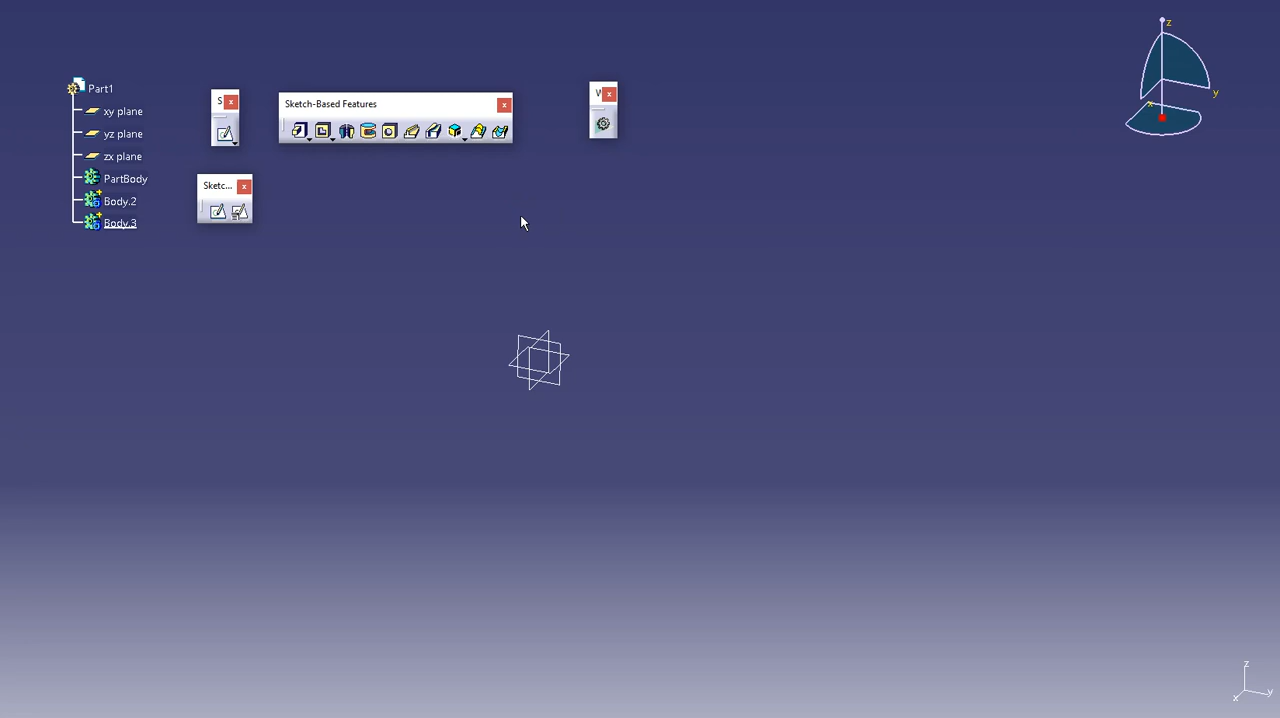 Part1
xy plane
yz plane
zx plane
PartBody
Body.2
Body.3
S
Sketch-Based Features
Sketc...
z
y
x
z
y
x